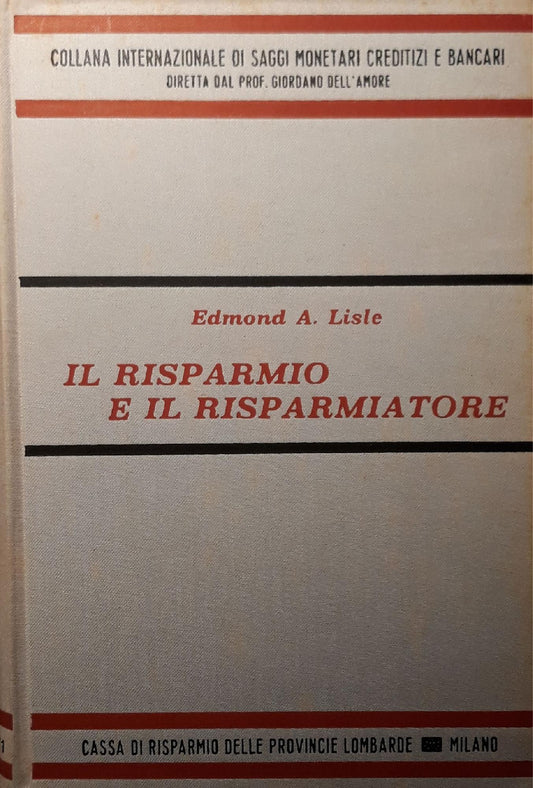 COLLANA INTERNAZIONALE DI SAGGI MONETARI CREDITIZI E BANCARI
DIRETTA DAL PROF. GIORDANO DELL'AMORE
Edmond A. Lisle
IL RISPARMIO
E IL RISPARMIATORE
1
CASSA DI RISPARMIO DELLE PROVINCIE LOMBARDE MILANO